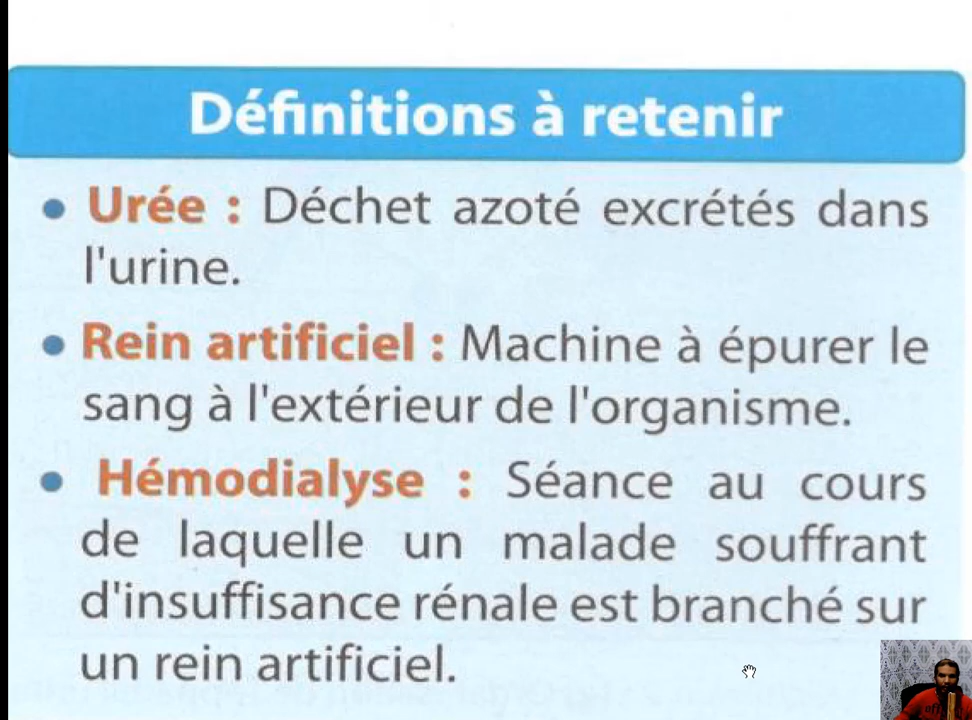 Définitions à retenir
• Urée : Déchet azoté excrétés dans
l'urine.
• Rein artificiel : Machine à épurer le
sang à l'extérieur de l'organisme.
• Hémodialyse : Séance au cours
de laquelle un malade souffrant
d'insuffisance rénale est branché sur
un rein artificiel.